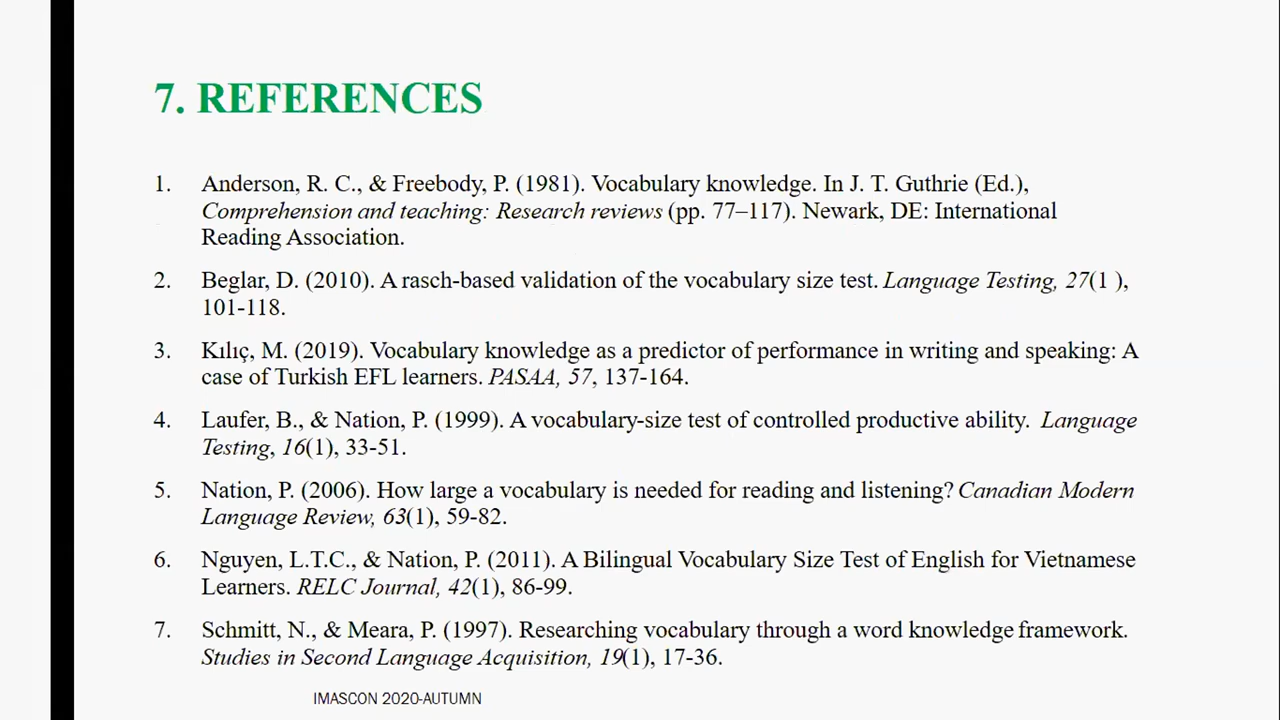 7. REFERENCES
1. Anderson, R. C., & Freebody, P. (1981). Vocabulary knowledge. In J. T. Guthrie (Ed.),
Comprehension and teaching: Research reviews (pp. 77–117). Newark, DE: International
Reading Association.
2. Beglar, D. (2010). A rasch-based validation of the vocabulary size test. Language Testing, 27(1 ),
101-118.
3. Kılıç, M. (2019). Vocabulary knowledge as a predictor of performance in writing and speaking: A
case of Turkish EFL learners. PASAA, 57, 137-164.
4. Laufer, B., & Nation, P. (1999). A vocabulary-size test of controlled productive ability. Language
Testing, 16(1), 33-51.
5. Nation, P. (2006). How large a vocabulary is needed for reading and listening? Canadian Modern
Language Review, 63(1), 59-82.
6. Nguyen, L.T.C., & Nation, P. (2011). A Bilingual Vocabulary Size Test of English for Vietnamese
Learners. RELC Journal, 42(1), 86-99.
7. Schmitt, N., & Meara, P. (1997). Researching vocabulary through a word knowledge framework.
Studies in Second Language Acquisition, 19(1), 17-36.
IMASCON 2020-AUTUMN